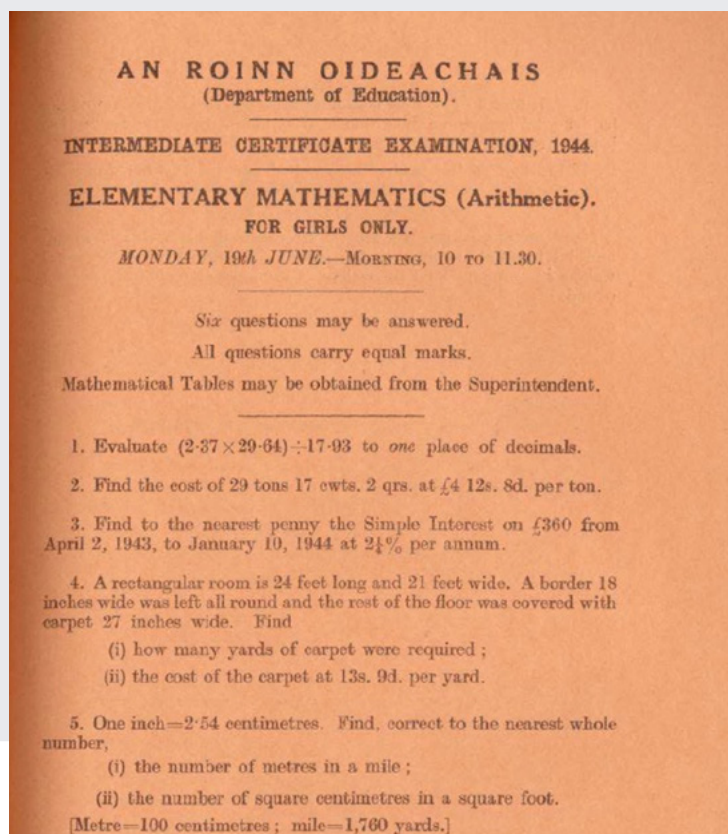 AN ROINN OIDEACHAIS
(Department of Education).
INTERMEDIATE CERTIFICATE EXAMINATION, 1944.
ELEMENTARY MATHEMATICS (Arithmetic).
FOR GIRLS ONLY.
MONDAY, 19th JUNE.—MORNING, 10 TO 11.30.
Six questions may be answered.
All questions carry equal marks.
Mathematical Tables may be obtained from the Superintendent.
1. Evaluate (2·37×29·64)÷17·93 to one place of decimals.
2. Find the cost of 29 tons 17 cwts. 2 qrs. at £4 12s. 8d. per ton.
3. Find to the nearest penny the Simple Interest on £360 from
April 2, 1943, to January 10, 1944 at 2¼% per annum.
4. A rectangular room is 24 feet long and 21 feet wide. A border 18
inches wide was left all round and the rest of the floor was covered with
carpet 27 inches wide. Find
(i) how many yards of carpet were required ;
(ii) the cost of the carpet at 13s. 9d. per yard.
5. One inch=2·54 centimetres. Find, correct to the nearest whole
number,
(i) the number of metres in a mile ;
(ii) the number of square centimetres in a square foot.
[Metre=100 centimetres ; mile=1,760 yards.]